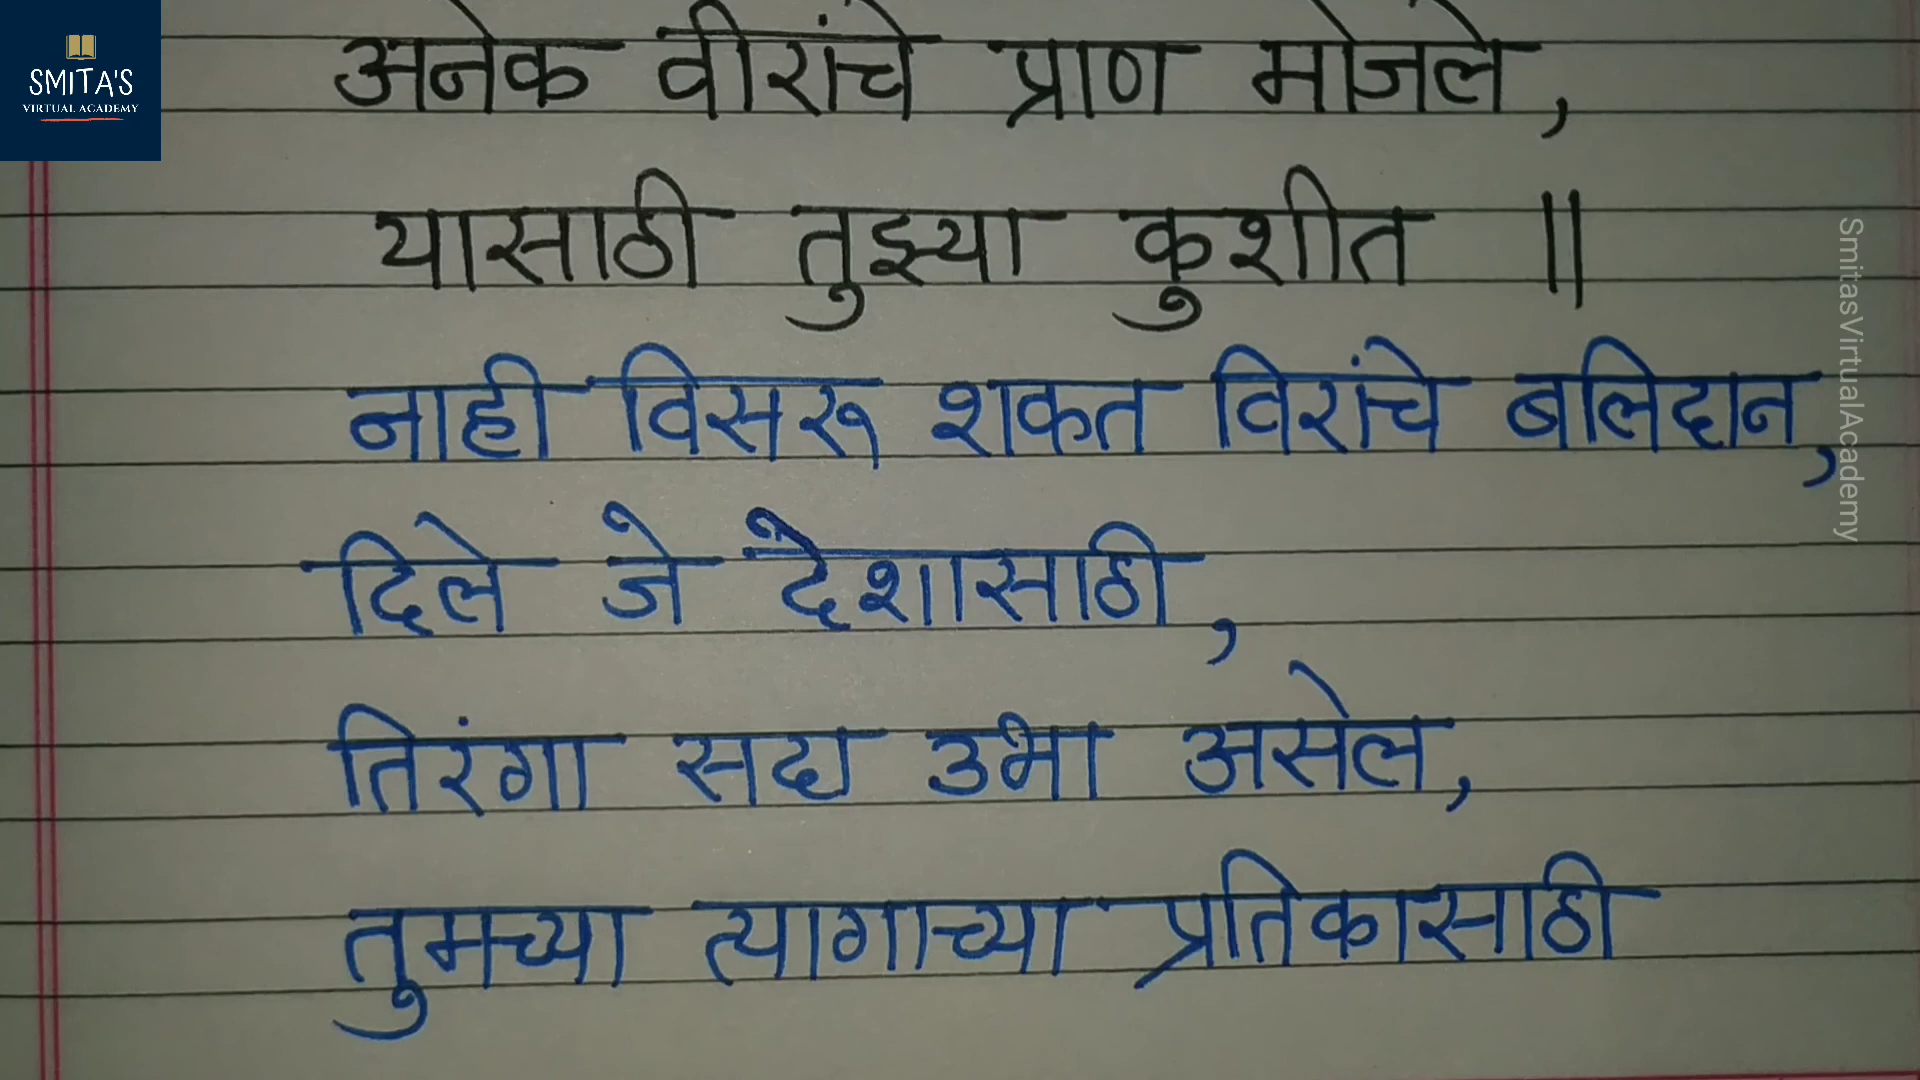 SMITA'S
VIRTUAL ACADEMY
अनेक वीरांचे प्राण मोजले,
यासाठी तुझ्या कुशीत ||
नाही विसरू शकत विरांचे बलिदान,
दिले जे देशासाठी,
तिरंगा सदा उभा असेल,
तुमच्या त्यागाच्या प्रतिकासाठी
SmitasVirtualAcademy